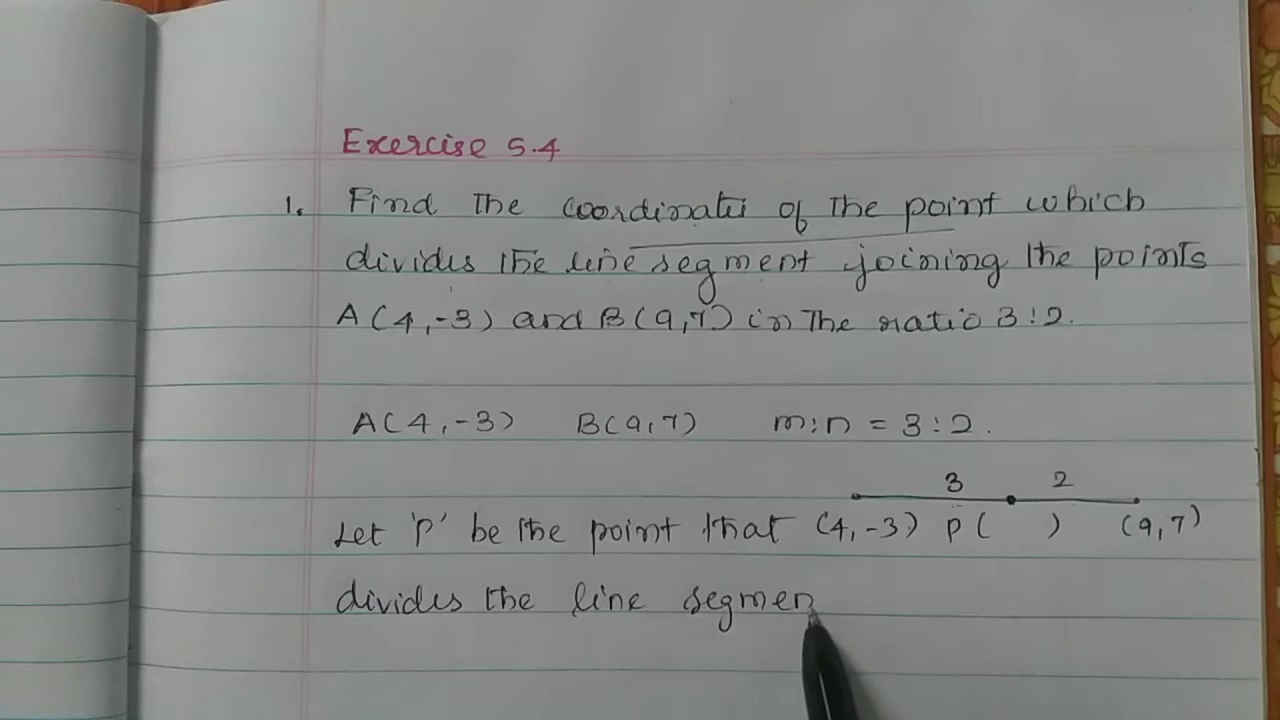 Exercise 5.4
1. Find the coordinates of the point which
divides the line segment joining the points
A(4,-3) and B(9,7) in the ratio 3:2.
A(4,-3) B(9,7) m:n = 3:2.
3 2
Let 'P' be the point that (4,-3) P( ) (9,7)
divides the line segmen